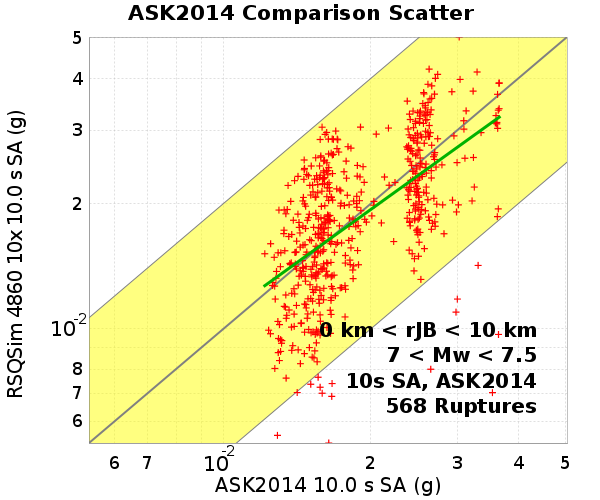 ASK2014 Comparison Scatter
RSQSim 4860 10x 10.0 s SA (g)
5
4
3
2
10-2
8
7
6
0 km < rJB < 10 km
7 < Mw < 7.5
10s SA, ASK2014
568 Ruptures
6 7 10-2 2 3 4 5
ASK2014 10.0 s SA (g)